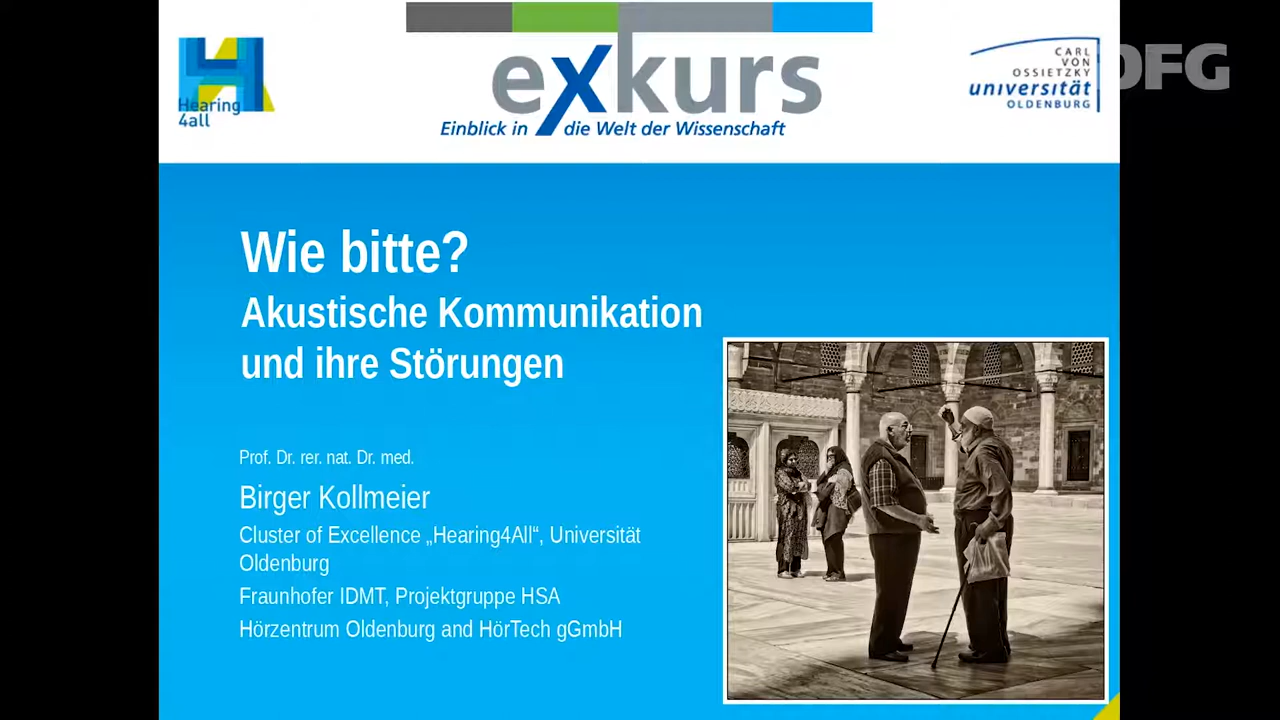 Hearing
4all
exkurs
Einblick in die Welt der Wissenschaft
CARL
VON
OSSIETZKY
universität
OLDENBURG
DFG
Wie bitte?
Akustische Kommunikation
und ihre Störungen
Prof. Dr. rer. nat. Dr. med.
Birger Kollmeier
Cluster of Excellence „Hearing4All“, Universität
Oldenburg
Fraunhofer IDMT, Projektgruppe HSA
Hörzentrum Oldenburg and HörTech gGmbH